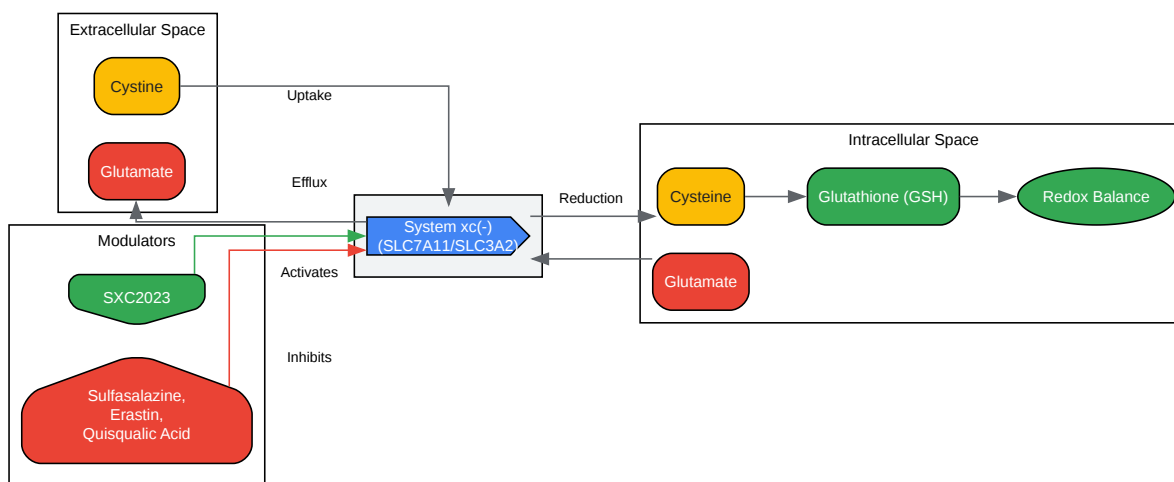 Extracellular Space
Cystine
Uptake
Glutamate
Efflux
Modulators
SXC2023
Activates
Inhibits
Sulfasalazine,
Erastin,
Quisqualic Acid
System xc(-)
(SLC7A11/SLC3A2)
Reduction
Intracellular Space
Cysteine
Glutathione (GSH)
Redox Balance
Glutamate